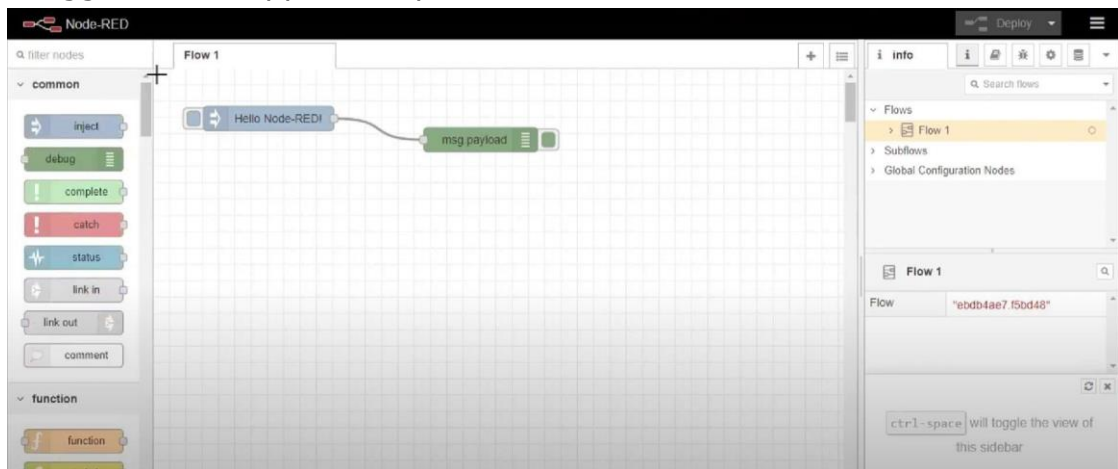 Node-RED
Deploy
filter nodes
Flow 1
info
i
Search flows
common
Flows
Flow 1
inject
Hello Node-RED!
Subflows
debug
msg.payload
Global Configuration Nodes
complete
catch
status
Flow 1
link in
Flow
"ebdb4ae7.f5bd48"
link out
comment
function
ctrl-space will toggle the view of
this sidebar
function